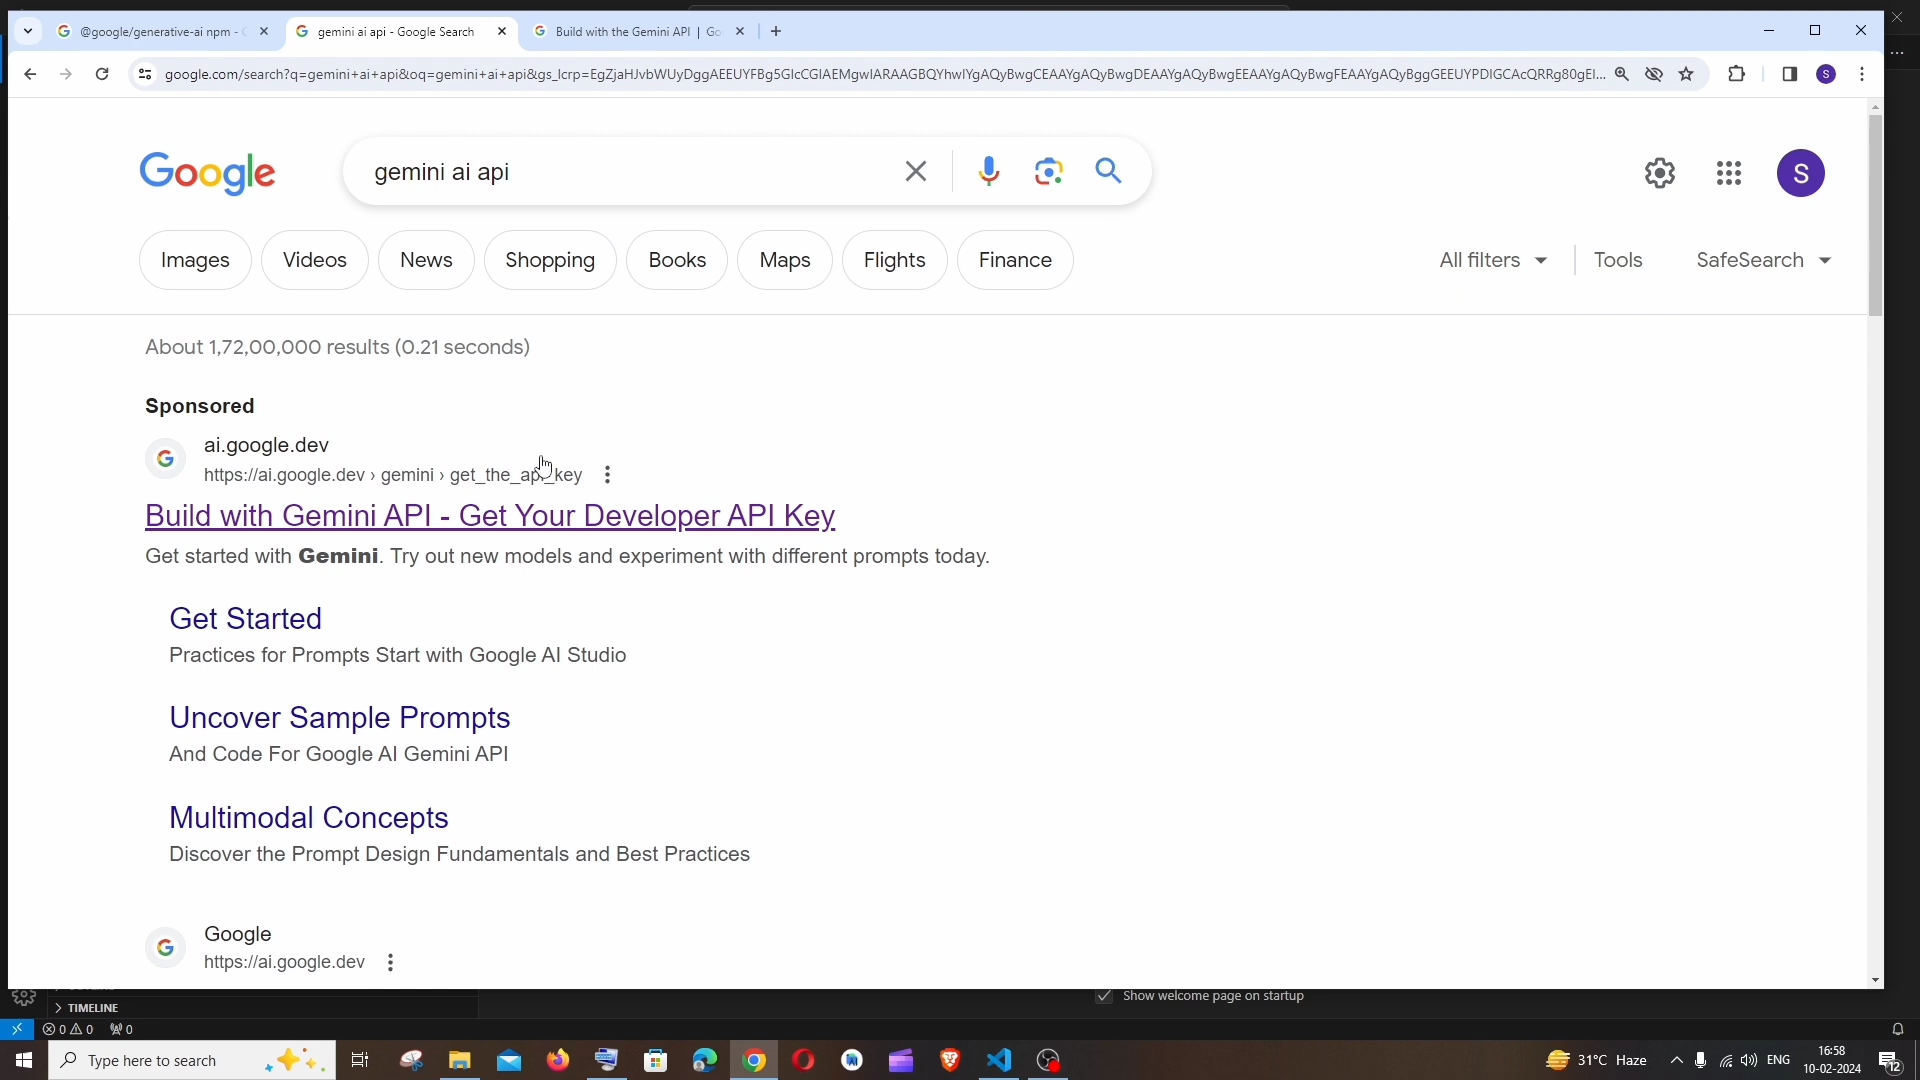 @google/generative-ai npm -
gemini ai api - Google Search
Build with the Gemini API | Go
google.com/search?q=gemini+ai+api&oq=gemini+ai+api&gs_lcrp=EgZjaHJvbWUyDggAEEUYFBg5GIcCGIAEMgwIARAAGBQYhwIYgAQyBwgCEAAYgAQyBwgDEAAYgAQyBwgEEAAYgAQyBwgFEAAYgAQyBggGEEUYPDIGCAcQRRg80gEI...
S
Google
gemini ai api
S
Images Videos News Shopping Books Maps Flights Finance
All filters Tools SafeSearch
About 1,72,00,000 results (0.21 seconds)
Sponsored
ai.google.dev
https://ai.google.dev › gemini › get_the_api_key
Build with Gemini API - Get Your Developer API Key
Get started with Gemini. Try out new models and experiment with different prompts today.
Get Started
Practices for Prompts Start with Google AI Studio
Uncover Sample Prompts
And Code For Google AI Gemini API
Multimodal Concepts
Discover the Prompt Design Fundamentals and Best Practices
Google
https://ai.google.dev
TIMELINE
Show welcome page on startup
0 0 0
Type here to search
31°C Haze
ENG
16:58
10-02-2024
12